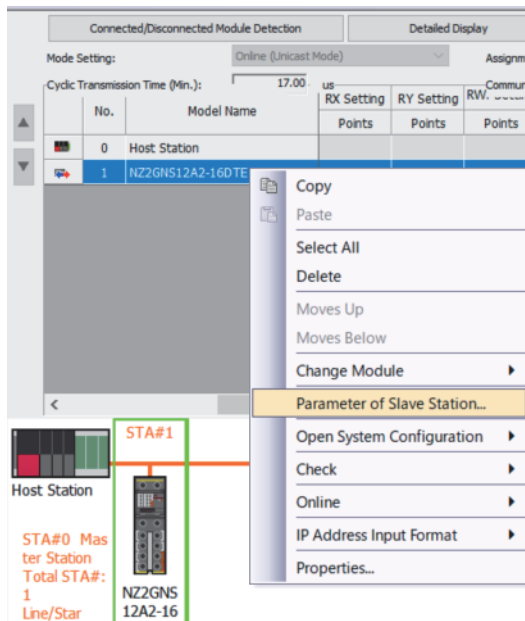 Connected/Disconnected Module Detection Detailed Display
Mode Setting: Online (Unicast Mode) Assignm
Cyclic Transmission Time (Min.): 17.00 us Commun
No. Model Name RX Setting RY Setting
Points Points Points
0 Host Station
1 NZ2GNS12A2-16DTE
Copy
Paste
Select All
Delete
Moves Up
Moves Below
Change Module
Parameter of Slave Station...
Open System Configuration
Check
Online
IP Address Input Format
Properties...
STA#1
Host Station
STA#0 Mas
ter Station
Total STA#:
1
Line/Star
NZ2GNS
12A2-16